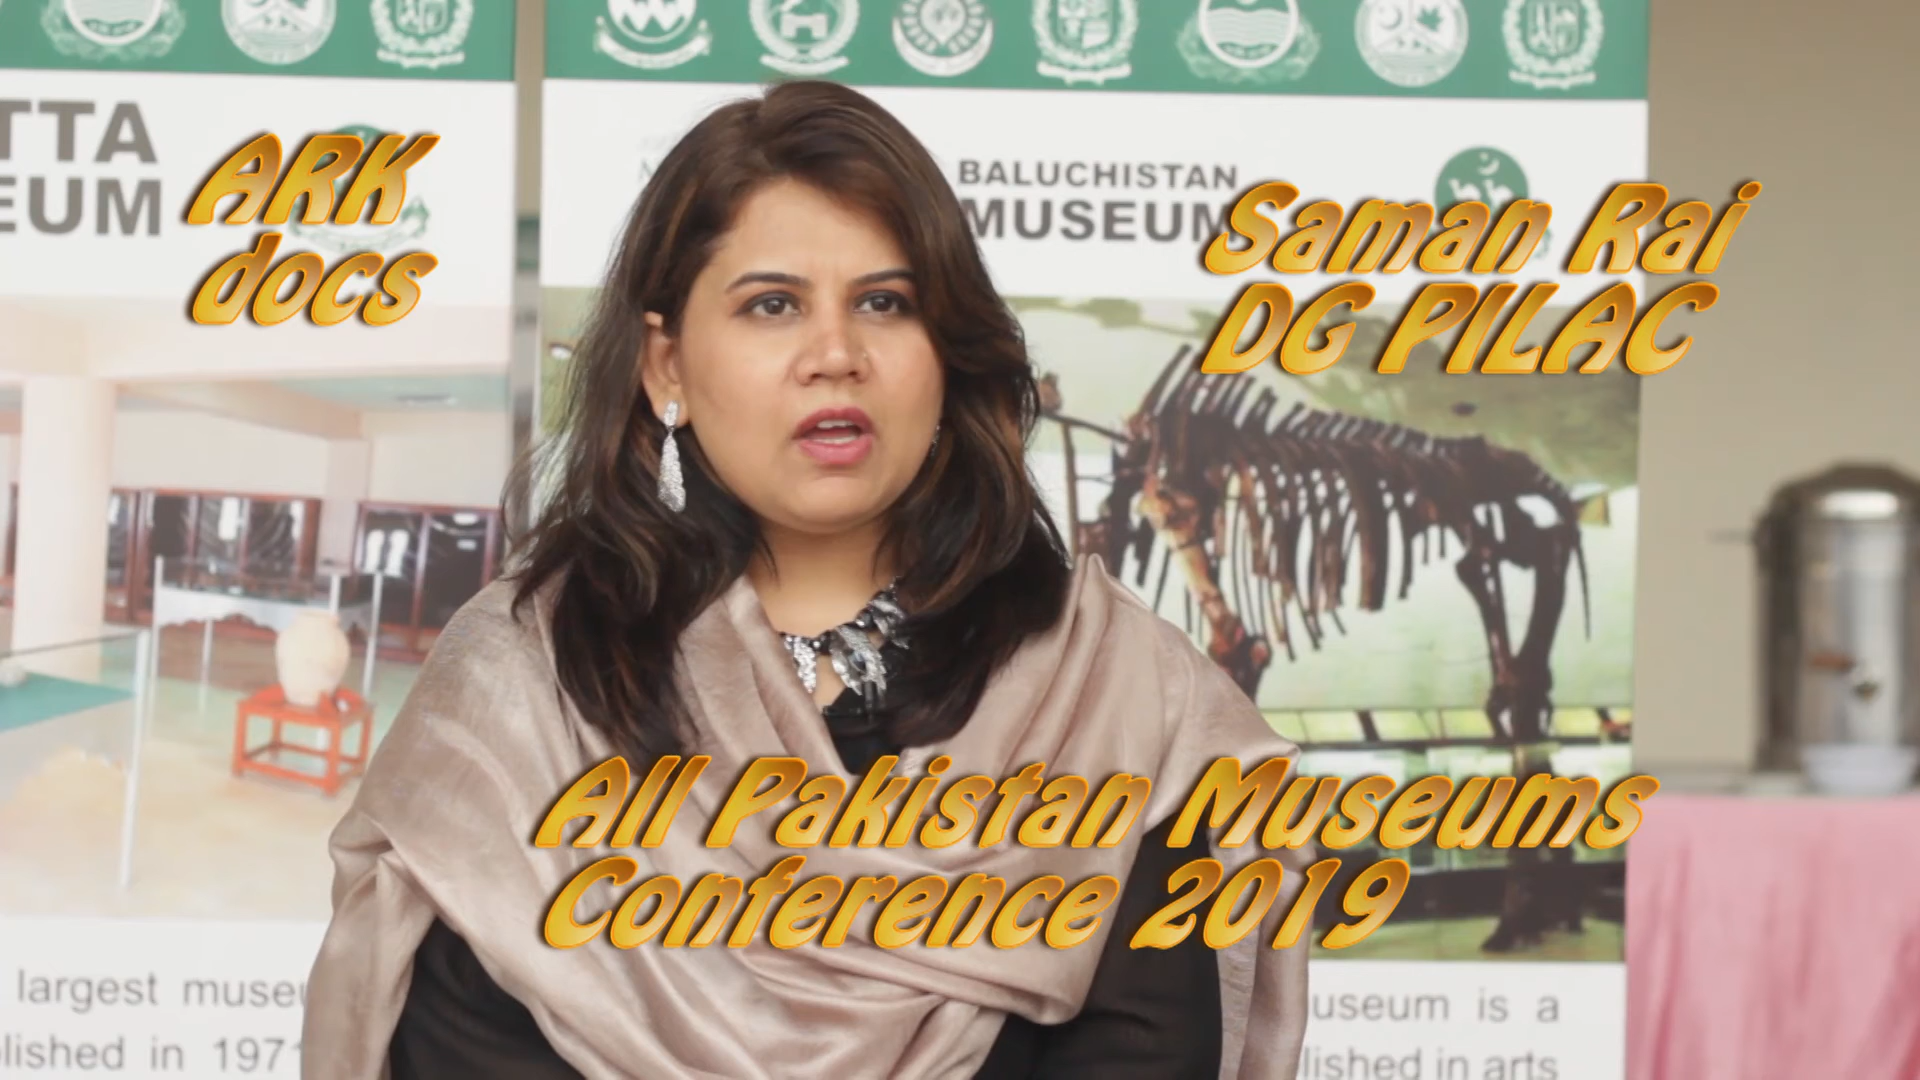 TTA
EUM
ARK
docs
BALUCHISTAN
MUSEUM
Saman Rai
DG PILAC
All Pakistan Museums
Conference 2019
largest museu
lished in 197
useum is a
lished in arts